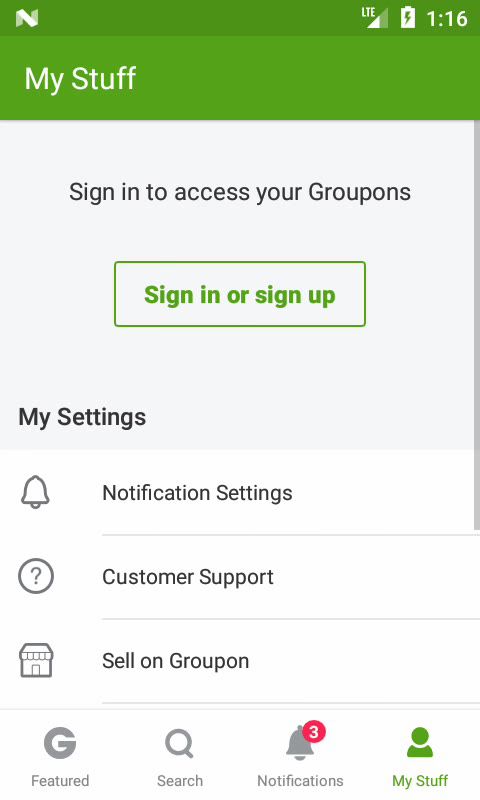 LTE 1:16
My Stuff
Sign in to access your Groupons
Sign in or sign up
My Settings
Notification Settings
Customer Support
Sell on Groupon
3
Featured Search Notifications My Stuff